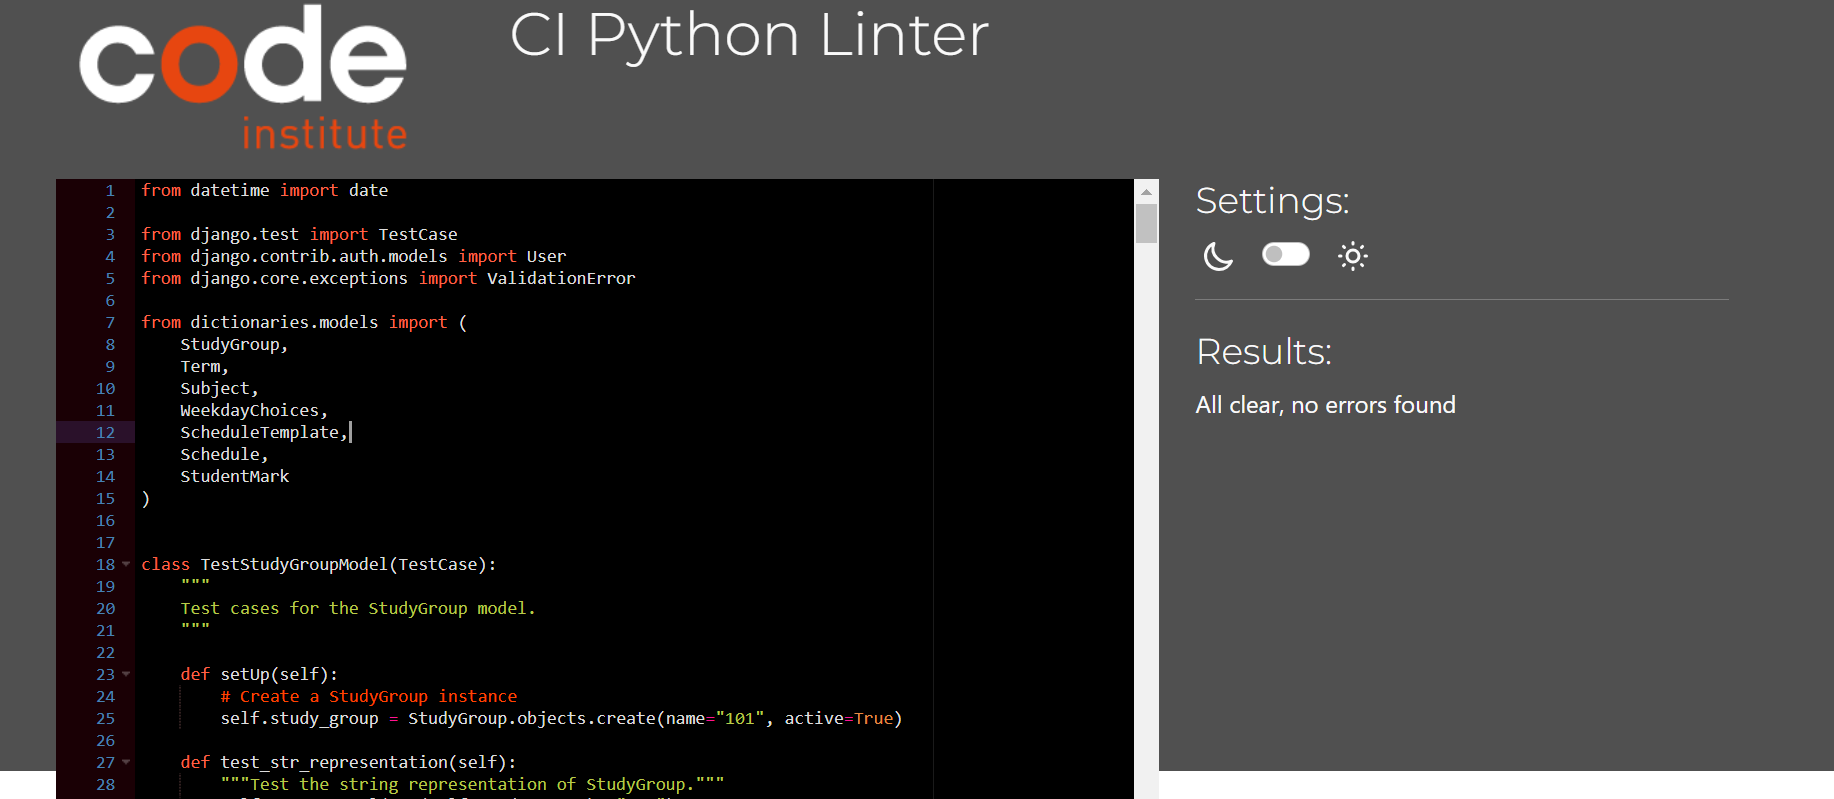 code
institute
CI Python Linter
1 from datetime import date
2
3 from django.test import TestCase
4 from django.contrib.auth.models import User
5 from django.core.exceptions import ValidationError
6
7 from dictionaries.models import (
8     StudyGroup,
9     Term,
10     Subject,
11     WeekdayChoices,
12     ScheduleTemplate,
13     Schedule,
14     StudentMark
15 )
16
17
18 class TestStudyGroupModel(TestCase):
19     """
20     Test cases for the StudyGroup model.
21     """
22
23     def setUp(self):
24         # Create a StudyGroup instance
25         self.study_group = StudyGroup.objects.create(name="101", active=True)
26
27     def test_str_representation(self):
28         """Test the string representation of StudyGroup."""
Settings:
Results:
All clear, no errors found